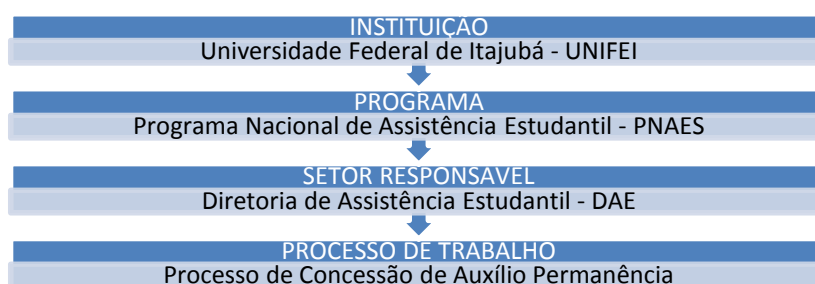 INSTITUIÇÃO
Universidade Federal de Itajubá - UNIFEI
PROGRAMA
Programa Nacional de Assistência Estudantil - PNAES
SETOR RESPONSAVEL
Diretoria de Assistência Estudantil - DAE
PROCESSO DE TRABALHO
Processo de Concessão de Auxílio Permanência